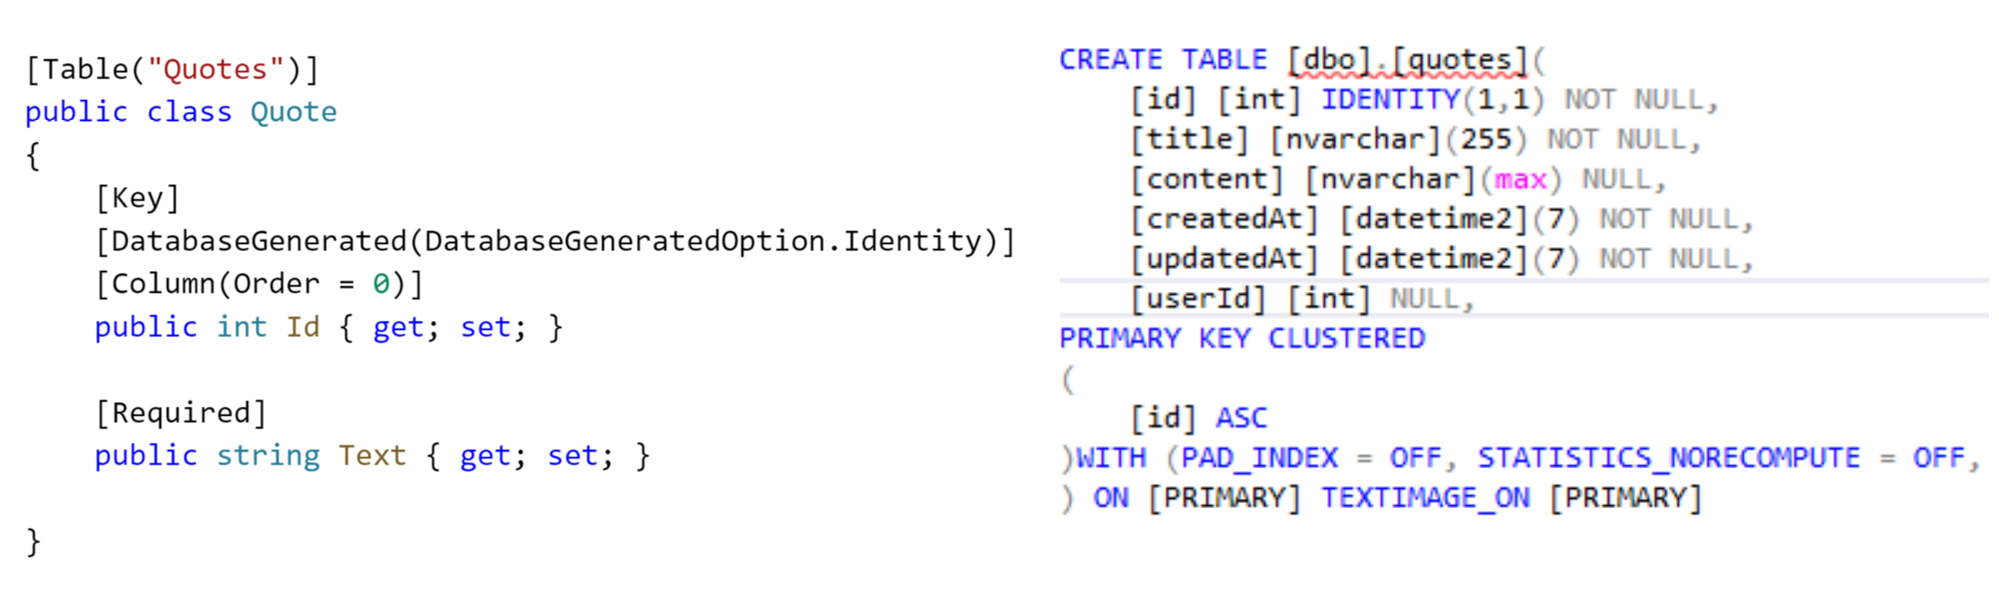 [Table("Quotes")]
public class Quote
{
    [Key]
    [DatabaseGenerated(DatabaseGeneratedOption.Identity)]
    [Column(Order = 0)]
    public int Id { get; set; }
    [Required]
    public string Text { get; set; }
}
CREATE TABLE [dbo].[quotes](
    [id] [int] IDENTITY(1,1) NOT NULL,
    [title] [nvarchar](255) NOT NULL,
    [content] [nvarchar](max) NULL,
    [createdAt] [datetime2](7) NOT NULL,
    [updatedAt] [datetime2](7) NOT NULL,
    [userId] [int] NULL,
PRIMARY KEY CLUSTERED
(
    [id] ASC
)WITH (PAD_INDEX = OFF, STATISTICS_NORECOMPUTE = OFF,
) ON [PRIMARY] TEXTIMAGE_ON [PRIMARY]